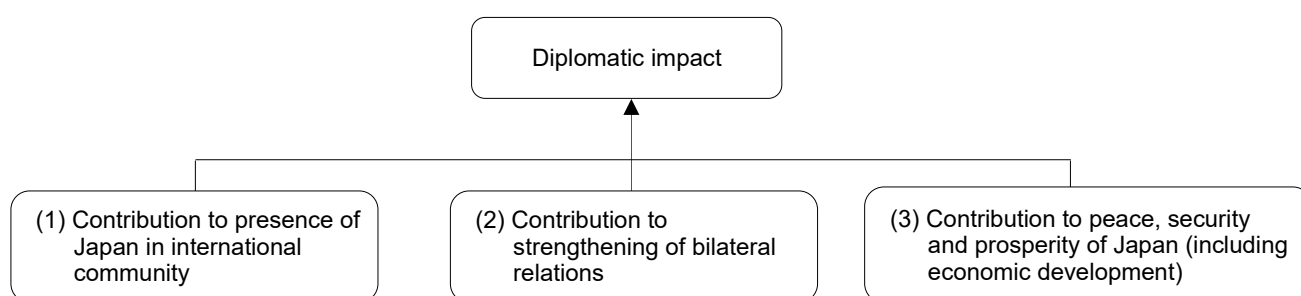 Diplomatic impact
(1) Contribution to presence of
Japan in international
community
(2) Contribution to
strengthening of bilateral
relations
(3) Contribution to peace, security
and prosperity of Japan (including
economic development)